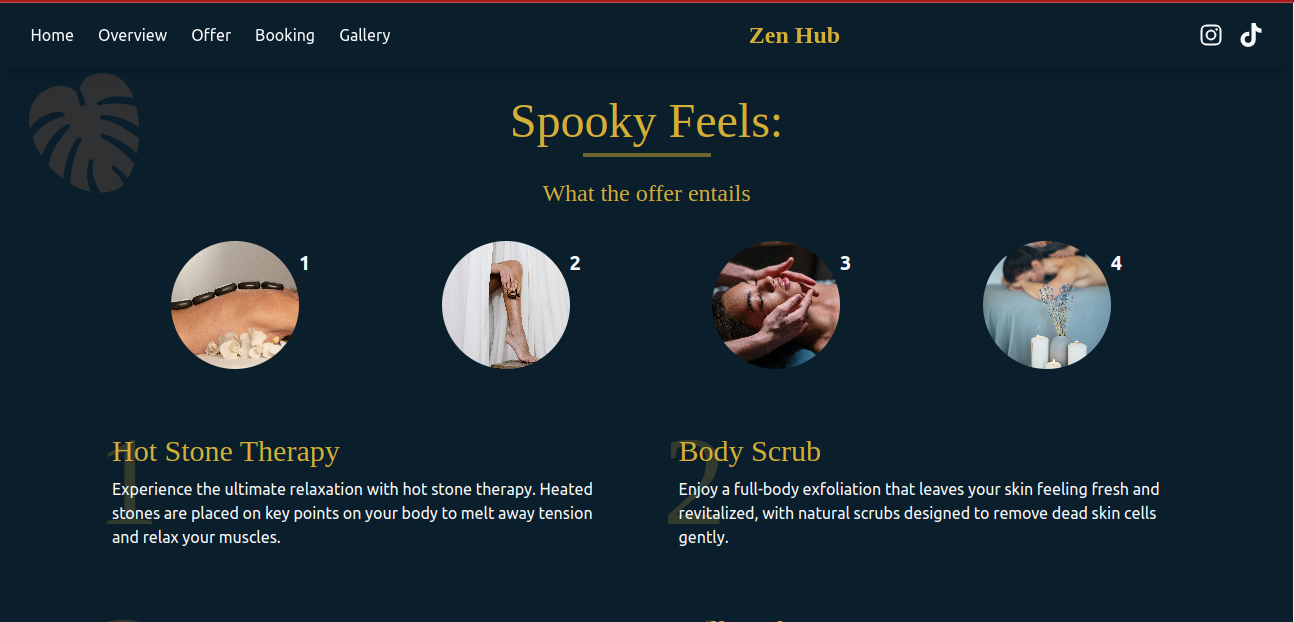 Home Overview Offer Booking Gallery Zen Hub
Spooky Feels:
What the offer entails
1 2 3 4
1
Hot Stone Therapy
Experience the ultimate relaxation with hot stone therapy. Heated
stones are placed on key points on your body to melt away tension
and relax your muscles.
2
Body Scrub
Enjoy a full-body exfoliation that leaves your skin feeling fresh and
revitalized, with natural scrubs designed to remove dead skin cells
gently.